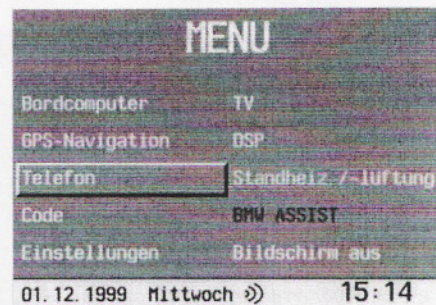 MENU
Bordcomputer TV
GPS-Navigation DSP
Telefon Standheiz /-lüftung
Code BMW ASSIST
Einstellungen Bildschirm aus
01.12.1999 Mittwoch 15:14